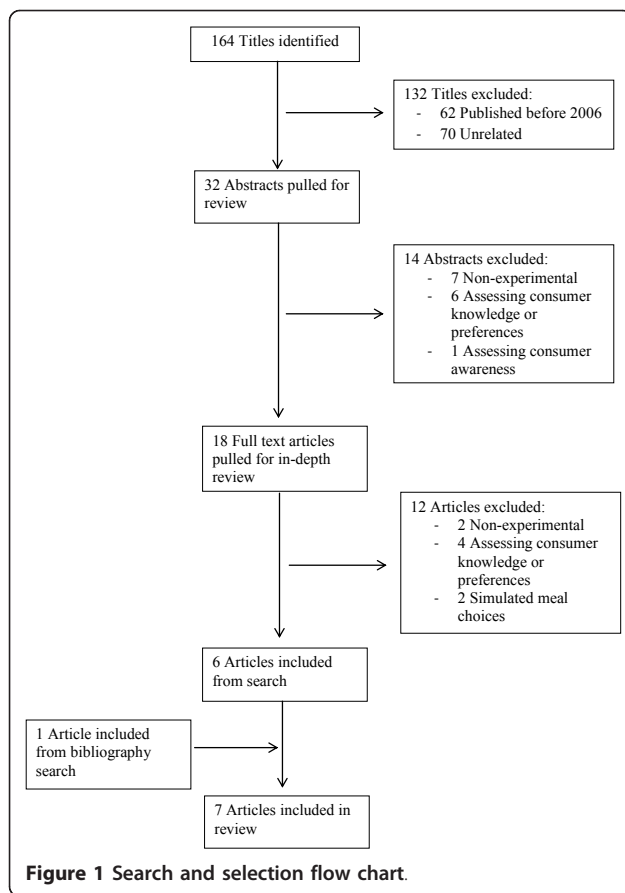 164 Titles identified
132 Titles excluded:
- 62 Published before 2006
- 70 Unrelated
32 Abstracts pulled for
review
14 Abstracts excluded:
- 7 Non-experimental
- 6 Assessing consumer
knowledge or
preferences
- 1 Assessing consumer
awareness
18 Full text articles
pulled for in-depth
review
12 Articles excluded:
- 2 Non-experimental
- 4 Assessing consumer
knowledge or
preferences
- 2 Simulated meal
choices
6 Articles included
from search
1 Article included
from bibliography
search
7 Articles included in
review
Figure 1 Search and selection flow chart.